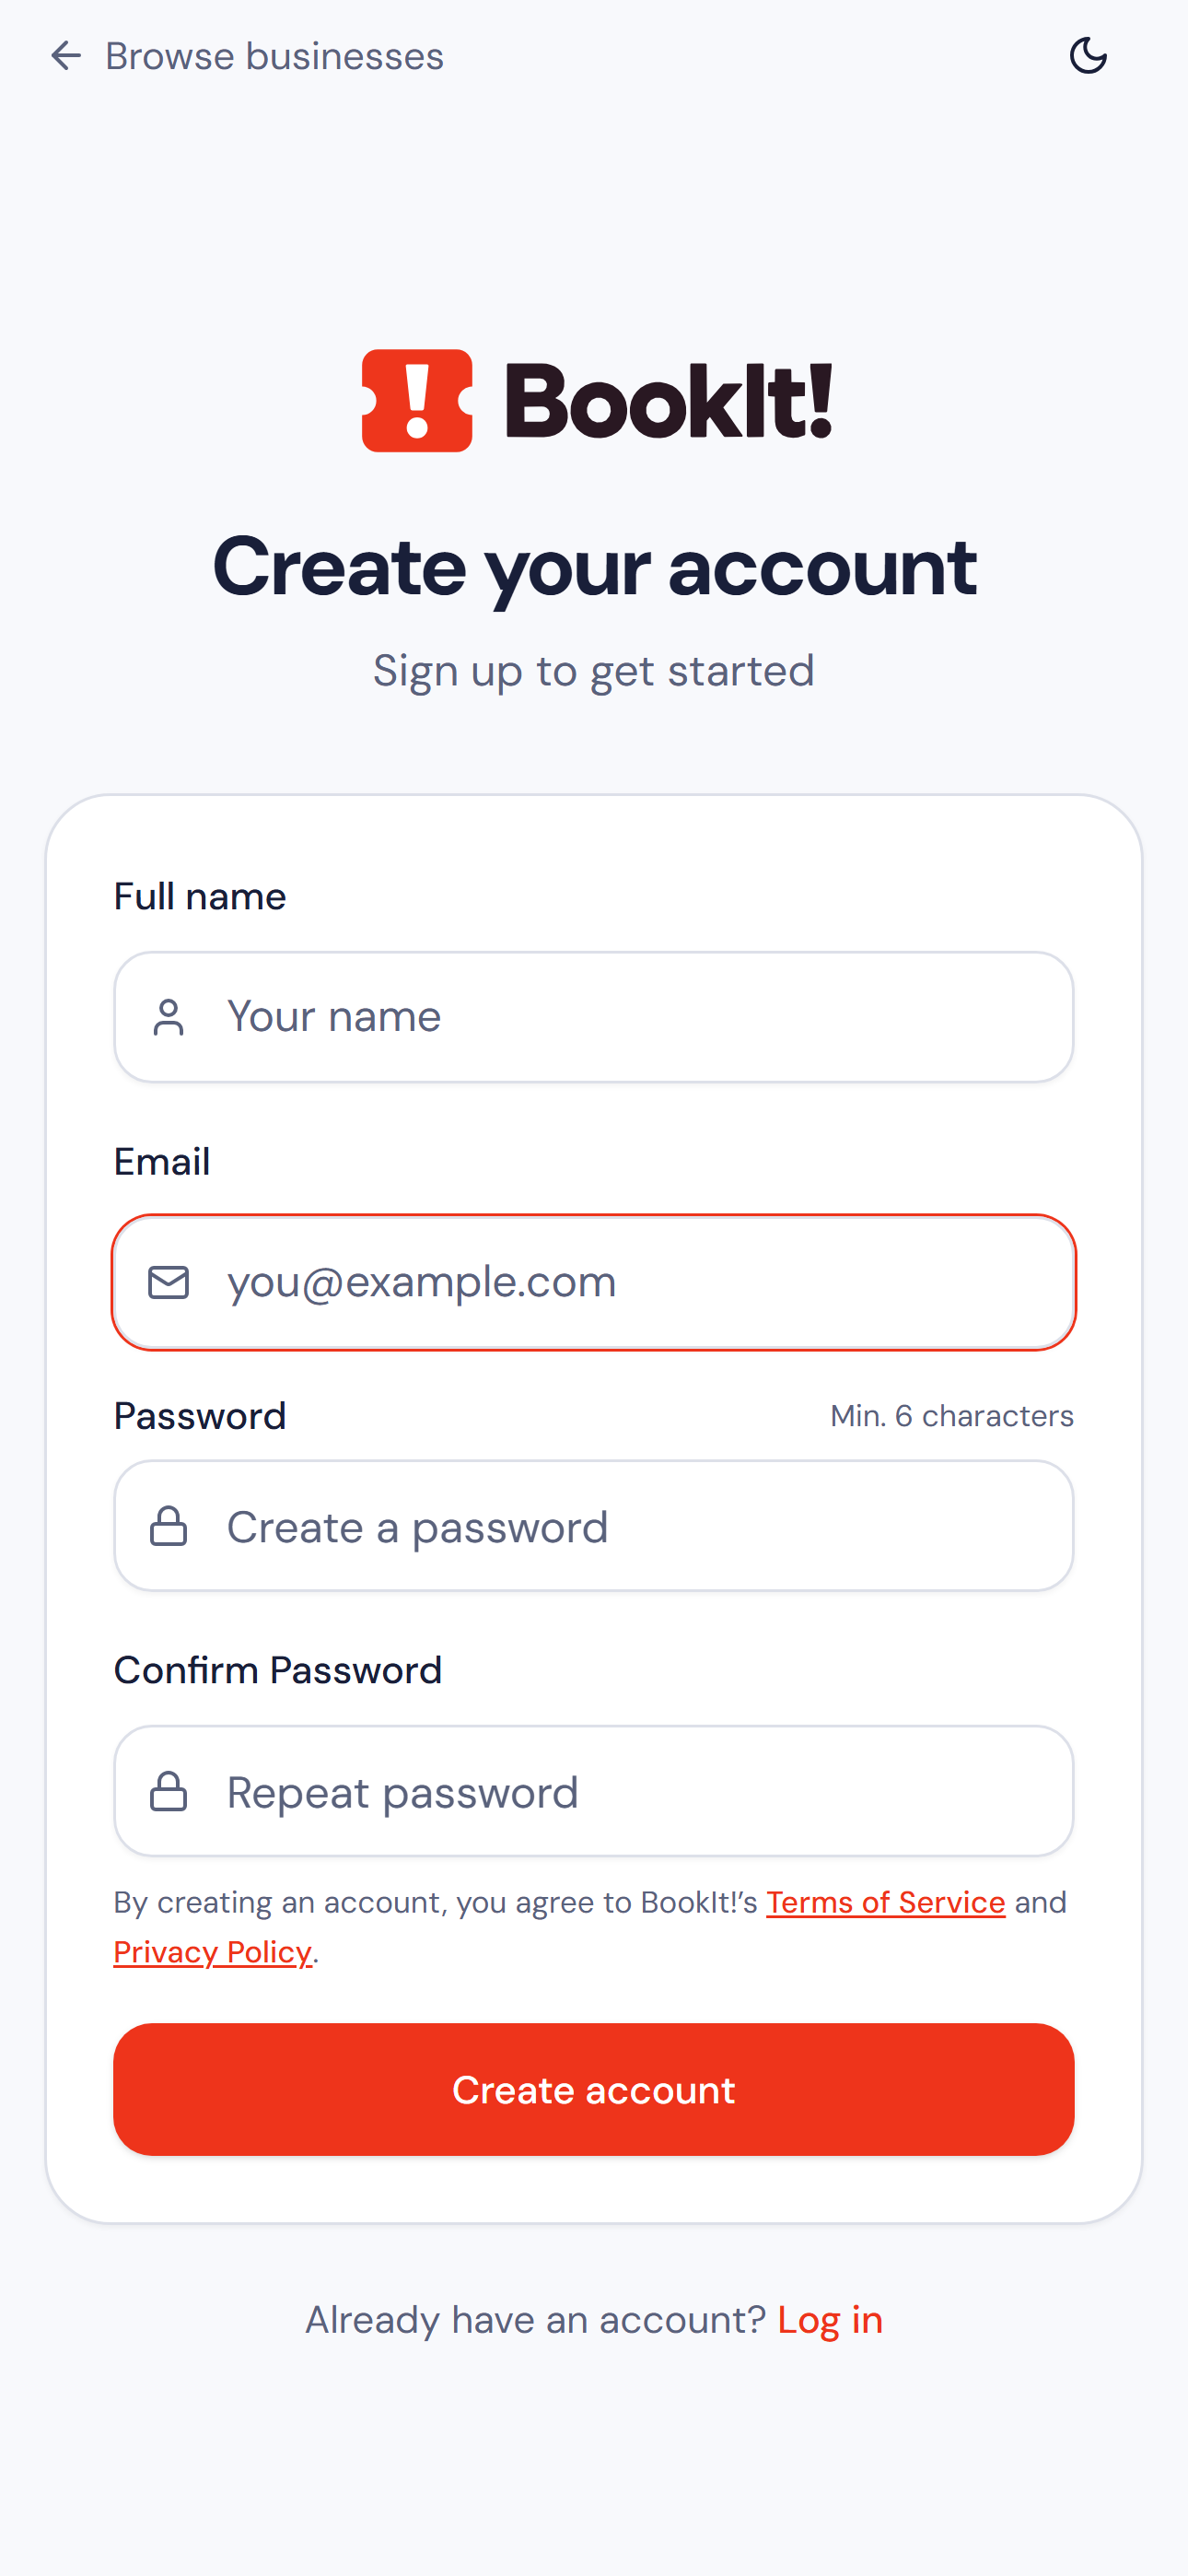 Browse businesses
! BookIt!
Create your account
Sign up to get started
Full name
Your name
Email
you@example.com
Password Min. 6 characters
Create a password
Confirm Password
Repeat password
By creating an account, you agree to BookIt!’s Terms of Service and
Privacy Policy.
Create account
Already have an account? Log in